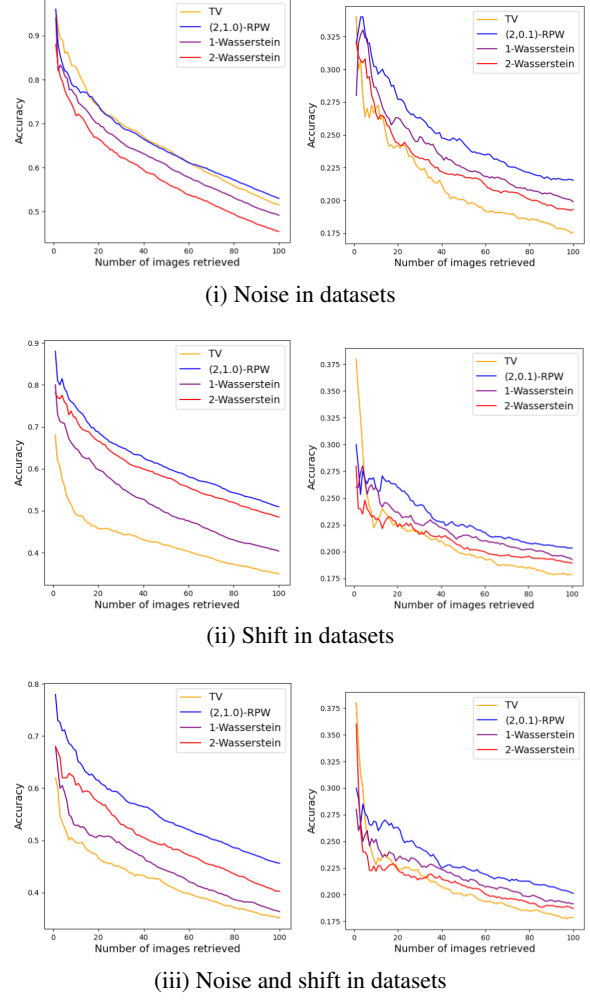 TV
(2,1.0)-RPW
1-Wasserstein
2-Wasserstein
Accuracy
0.9
0.8
0.7
0.6
0.5
0
20
40
60
80
100
Number of images retrieved
TV
(2,0.1)-RPW
1-Wasserstein
2-Wasserstein
Accuracy
0.325
0.300
0.275
0.250
0.225
0.200
0.175
0
20
40
60
80
100
Number of images retrieved
(i) Noise in datasets
TV
(2,1.0)-RPW
1-Wasserstein
2-Wasserstein
Accuracy
0.9
0.8
0.7
0.6
0.5
0.4
0
20
40
60
80
100
Number of images retrieved
TV
(2,0.1)-RPW
1-Wasserstein
2-Wasserstein
Accuracy
0.375
0.350
0.325
0.300
0.275
0.250
0.225
0.200
0.175
0
20
40
60
80
100
Number of images retrieved
(ii) Shift in datasets
TV
(2,1.0)-RPW
1-Wasserstein
2-Wasserstein
Accuracy
0.8
0.7
0.6
0.5
0.4
0
20
40
60
80
100
Number of images retrieved
TV
(2,0.1)-RPW
1-Wasserstein
2-Wasserstein
Accuracy
0.375
0.350
0.325
0.300
0.275
0.250
0.225
0.200
0.175
0
20
40
60
80
100
Number of images retrieved
(iii) Noise and shift in datasets